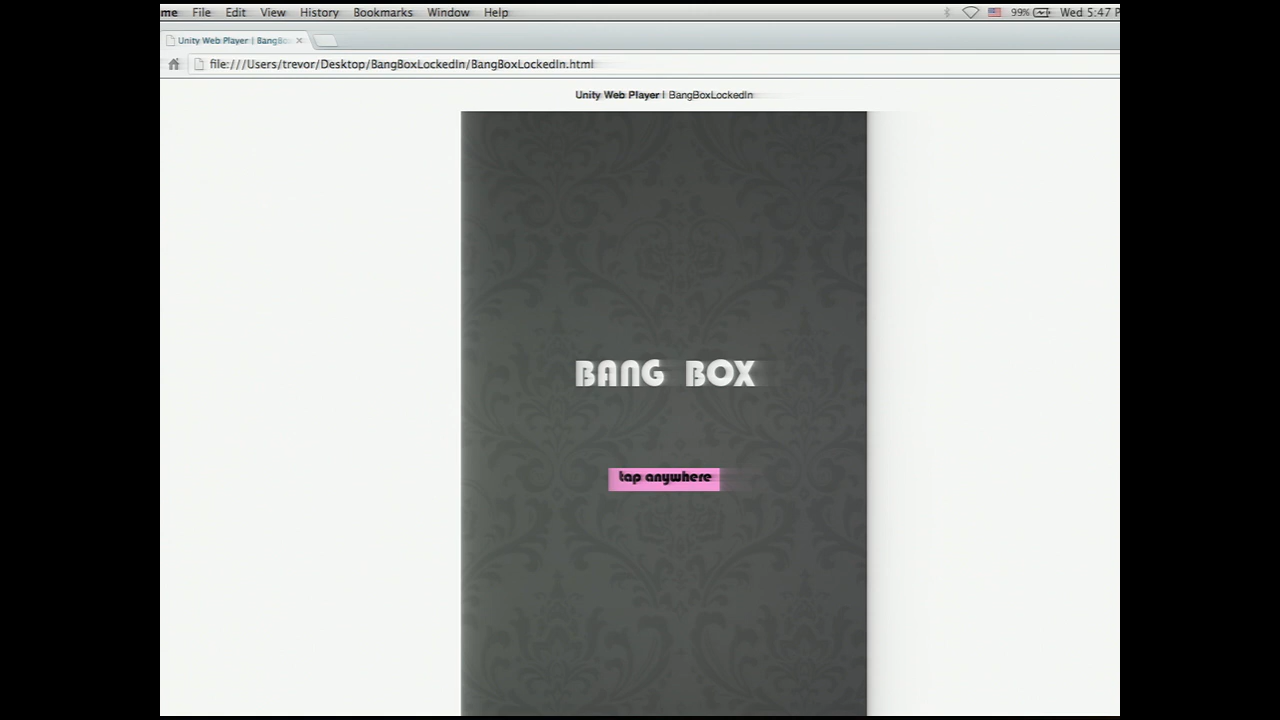 me File Edit View History Bookmarks Window Help 99% Wed 5:47 P
Unity Web Player | BangBo
file:///Users/trevor/Desktop/BangBoxLockedIn/BangBoxLockedIn.html
Unity Web Player | BangBoxLockedIn
BANG BOX
tap anywhere